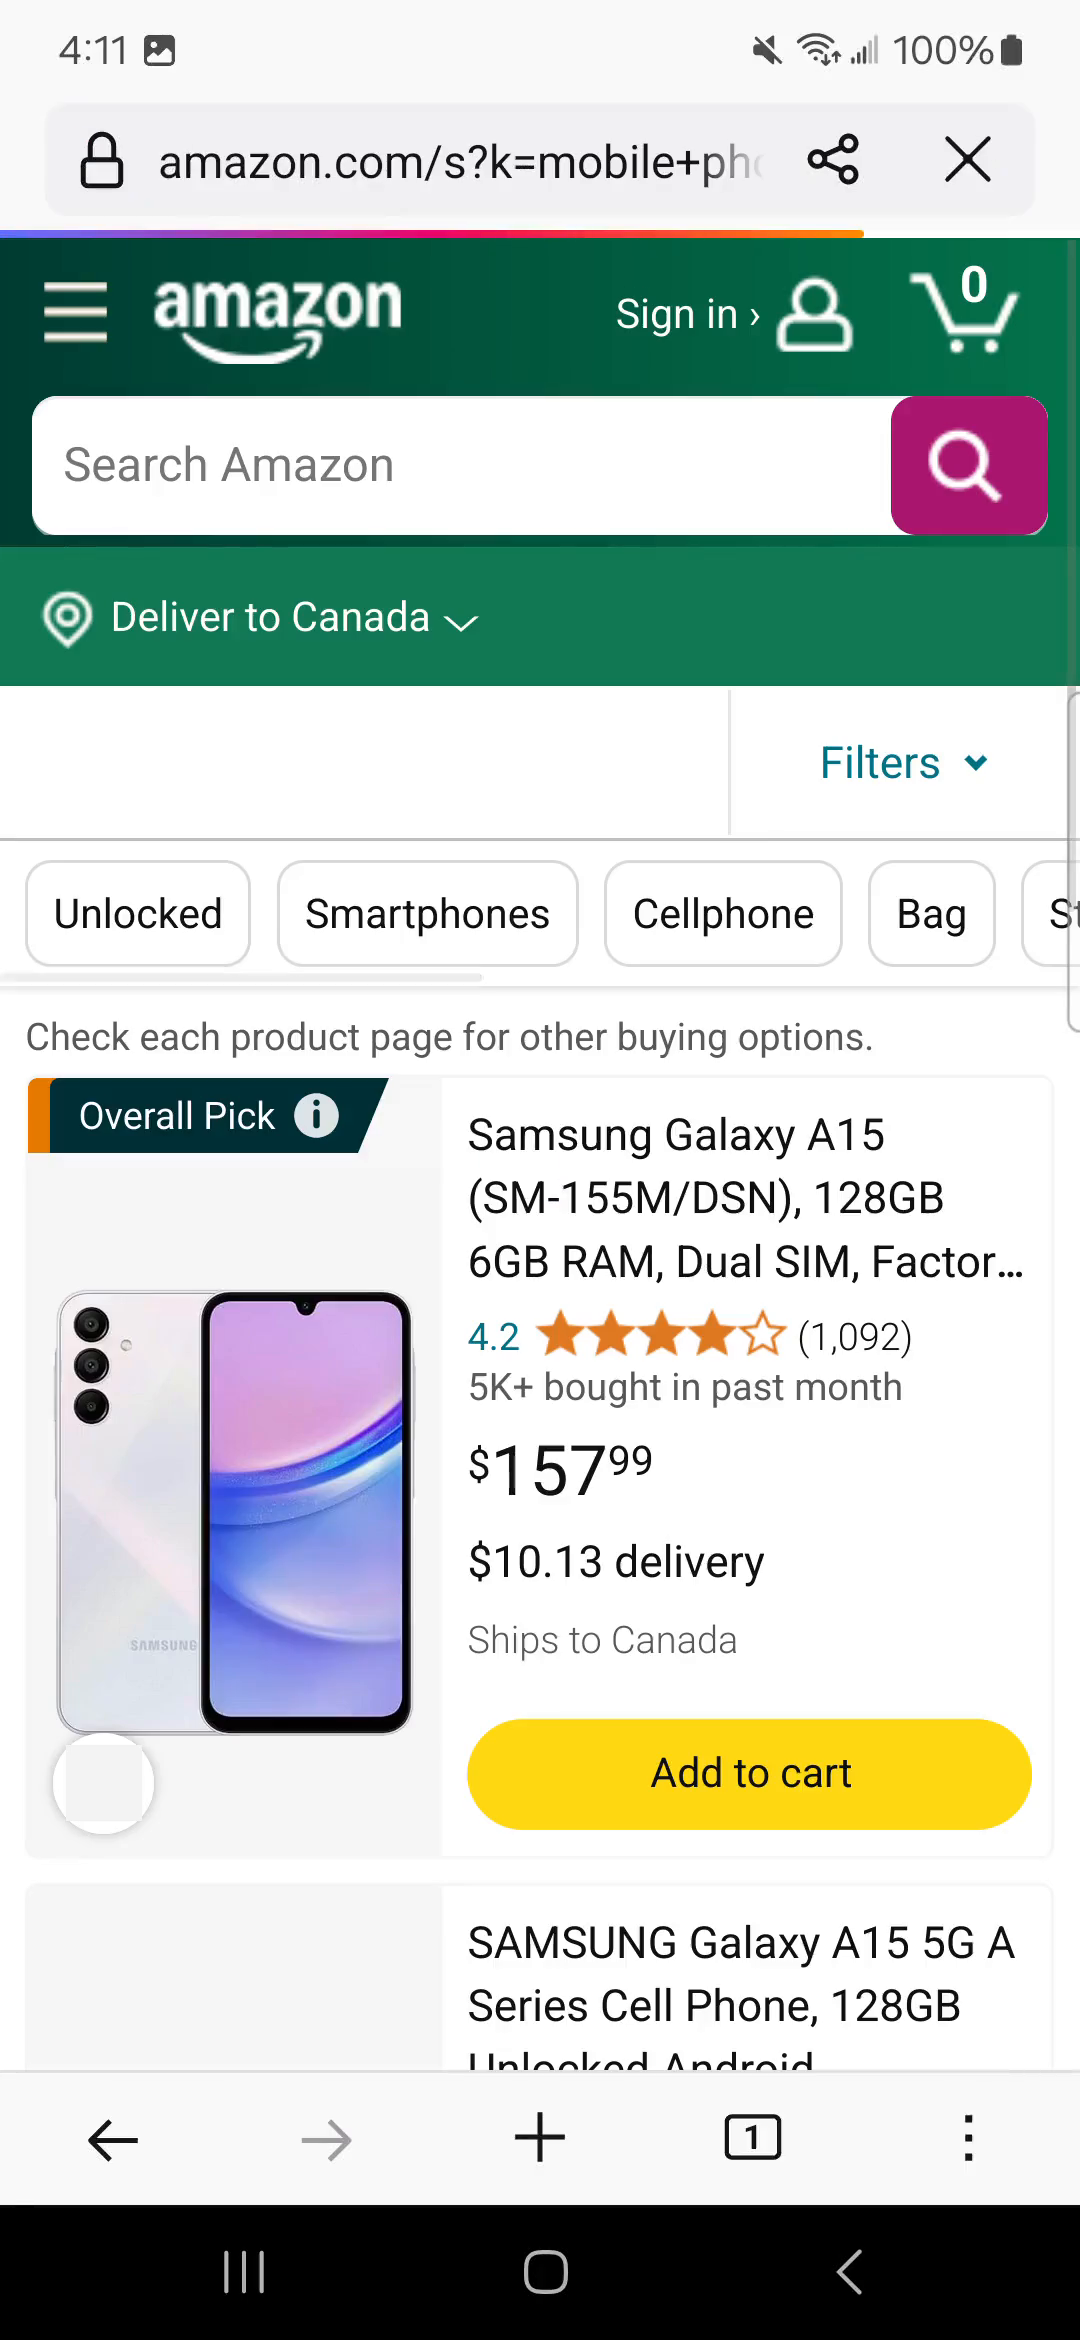 4:11
100%
amazon.com/s?k=mobile+pho
amazon
Sign in ›
0
Search Amazon
Deliver to Canada
Filters
Unlocked
Smartphones
Cellphone
Bag
St
Check each product page for other buying options.
Overall Pick
Samsung Galaxy A15
(SM-155M/DSN), 128GB
6GB RAM, Dual SIM, Factor...
4.2 (1,092)
5K+ bought in past month
$157.99
$10.13 delivery
Ships to Canada
SAMSUNG
Add to cart
SAMSUNG Galaxy A15 5G A
Series Cell Phone, 128GB
Unlocked Android
1